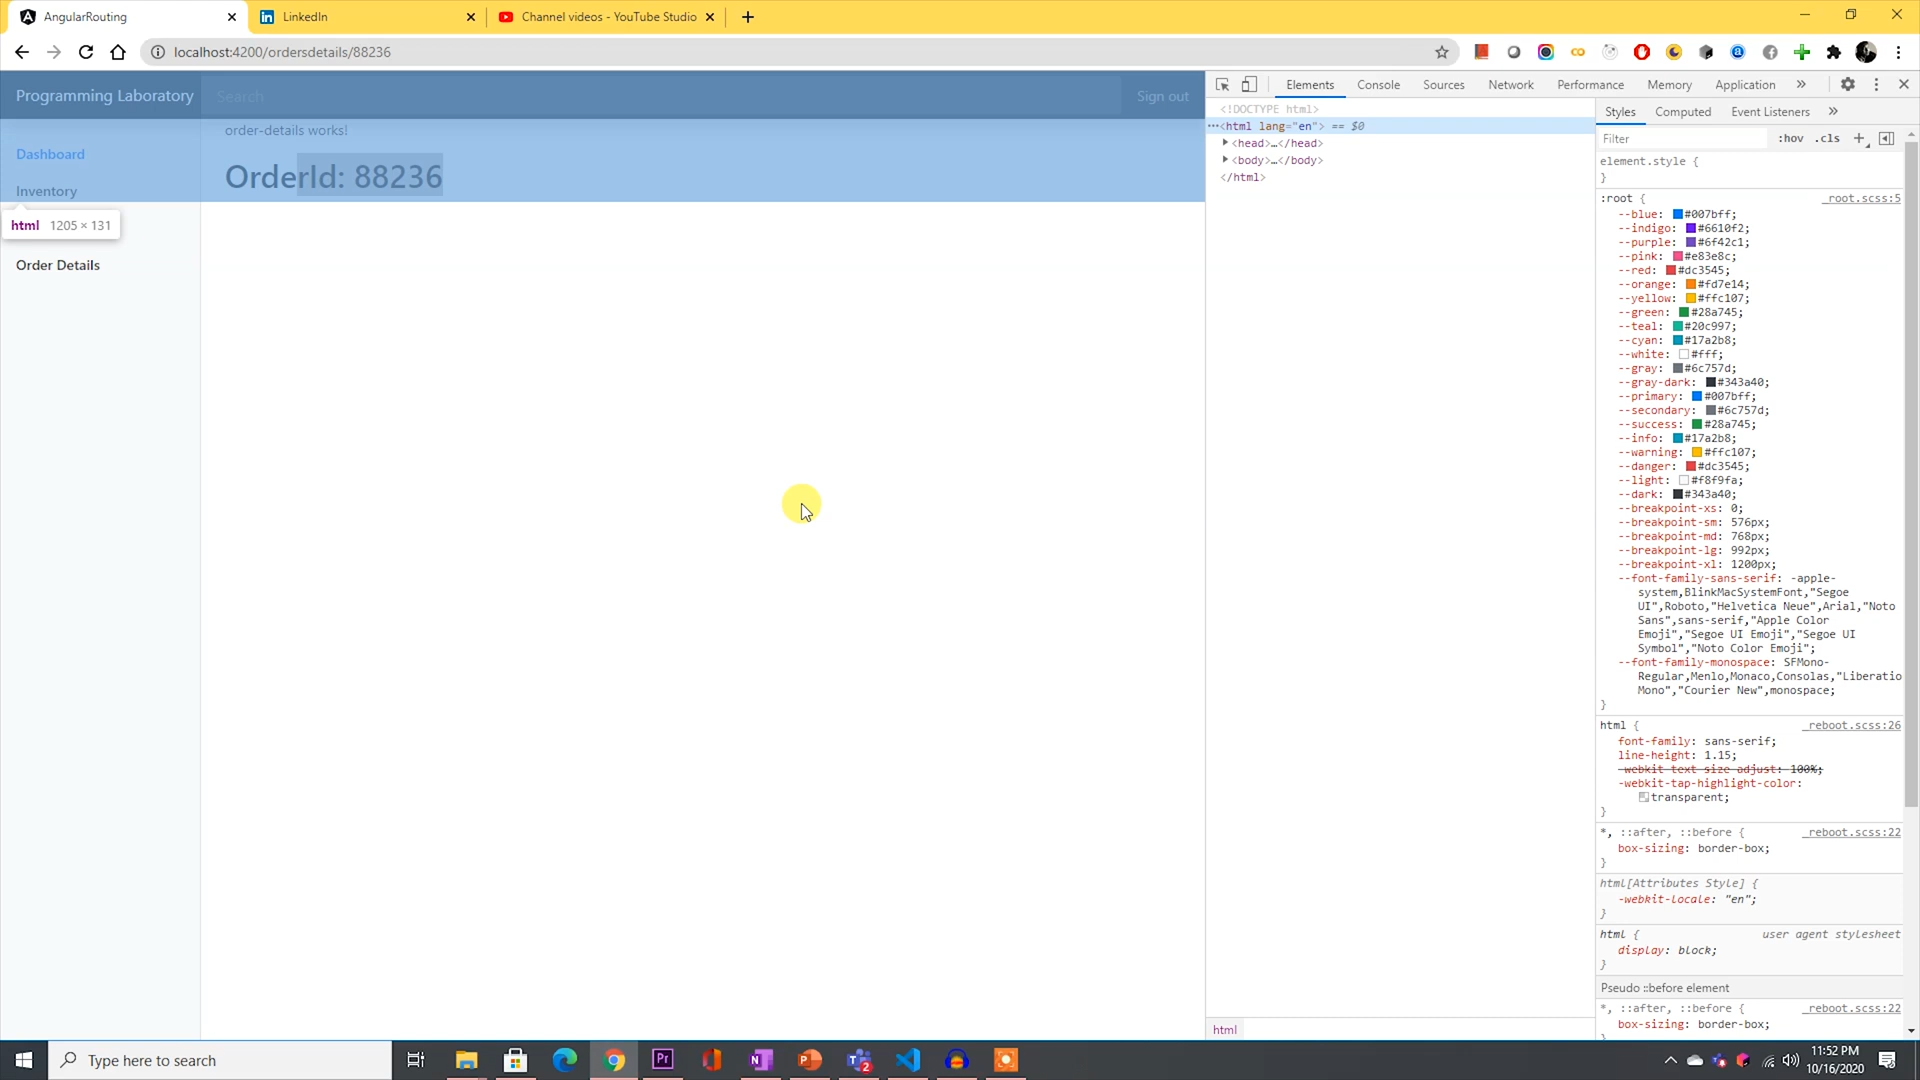 AngularRouting
LinkedIn
Channel videos - YouTube Studio
localhost:4200/ordersdetails/88236
Programming Laboratory
Search
Sign out
order-details works!
Dashboard
OrderId: 88236
Inventory
html 1205 × 131
Order Details
Elements
Console
Sources
Network
Performance
Memory
Application
<!DOCTYPE html>
<html lang="en"> == $0
<head>…</head>
<body>…</body>
</html>
html
Styles
Computed
Event Listeners
Filter
:hov .cls
element.style {
}
:root { _root.scss:5
--blue: #007bff;
--indigo: #6610f2;
--purple: #6f42c1;
--pink: #e83e8c;
--red: #dc3545;
--orange: #fd7e14;
--yellow: #ffc107;
--green: #28a745;
--teal: #20c997;
--cyan: #17a2b8;
--white: #fff;
--gray: #6c757d;
--gray-dark: #343a40;
--primary: #007bff;
--secondary: #6c757d;
--success: #28a745;
--info: #17a2b8;
--warning: #ffc107;
--danger: #dc3545;
--light: #f8f9fa;
--dark: #343a40;
--breakpoint-xs: 0;
--breakpoint-sm: 576px;
--breakpoint-md: 768px;
--breakpoint-lg: 992px;
--breakpoint-xl: 1200px;
--font-family-sans-serif: -apple-
system,BlinkMacSystemFont,"Segoe
UI",Roboto,"Helvetica Neue",Arial,"Noto
Sans",sans-serif,"Apple Color
Emoji","Segoe UI Emoji","Segoe UI
Symbol","Noto Color Emoji";
--font-family-monospace: SFMono-
Regular,Menlo,Monaco,Consolas,"Liberatio
Mono","Courier New",monospace;
}
html { _reboot.scss:26
font-family: sans-serif;
line-height: 1.15;
-webkit-text-size-adjust: 100%;
-webkit-tap-highlight-color:
transparent;
}
*, ::after, ::before { _reboot.scss:22
box-sizing: border-box;
}
html[Attributes Style] {
-webkit-locale: "en";
}
html { user agent stylesheet
display: block;
}
Pseudo ::before element
*, ::after, ::before { _reboot.scss:22
box-sizing: border-box;
Type here to search
11:52 PM
10/16/2020